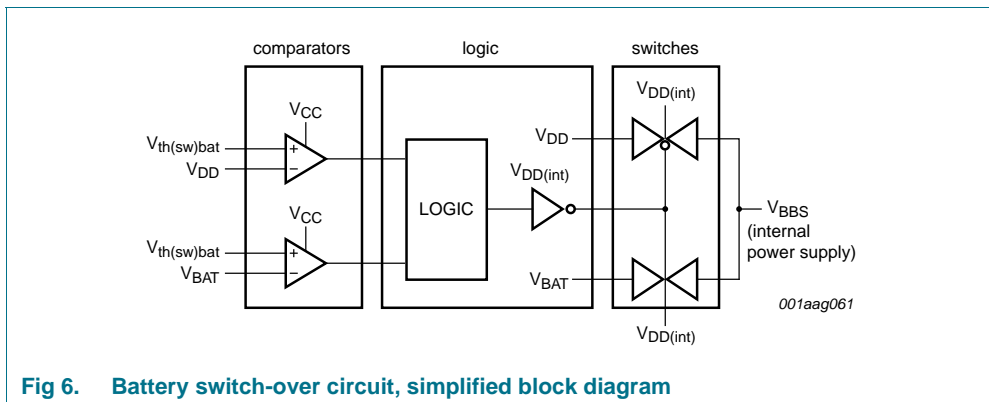 comparators
logic
switches
VCC
Vth(sw)bat
VDD
+
−
VCC
Vth(sw)bat
VBAT
+
−
LOGIC
VDD(int)
VDD(int)
VDD
VBAT
VDD(int)
VBBS
(internal
power supply)
001aag061
Fig 6. Battery switch-over circuit, simplified block diagram